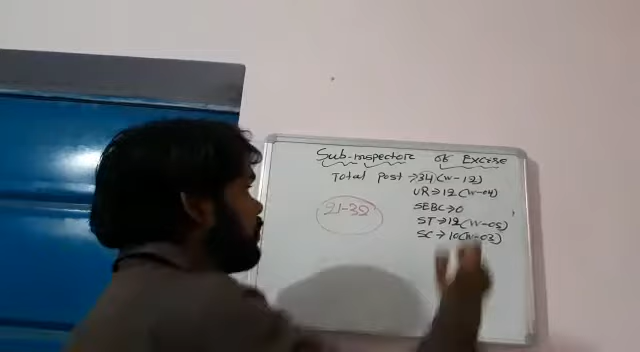 Sub-inspector of Excise
Total post → 34 (W-12)
UR → 12 (W-04)
SEBC → 0
ST → 12 (W-05)
SC → 10 (W-03)
21-32